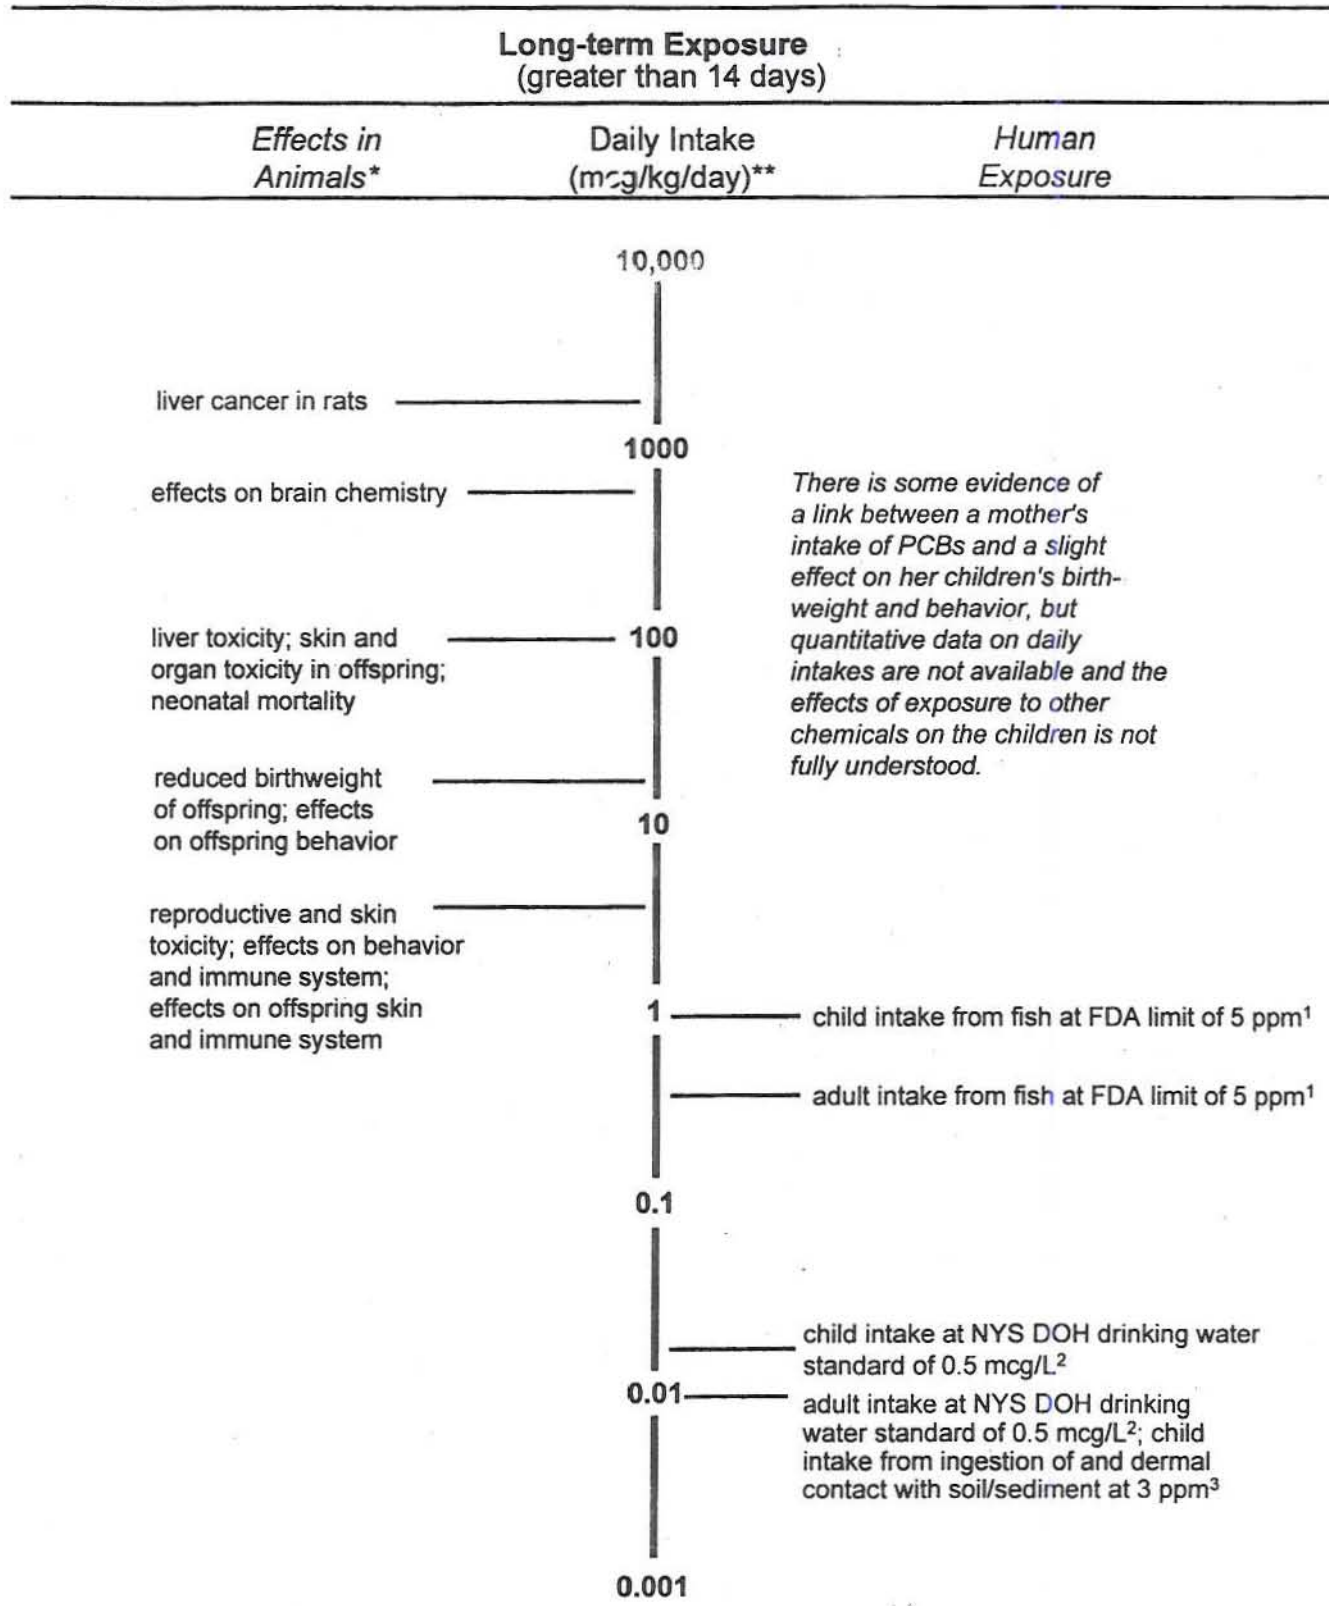 Long-term Exposure
(greater than 14 days)
Effects in
Animals*
Daily Intake
(mcg/kg/day)**
Human
Exposure
10,000
liver cancer in rats
1000
effects on brain chemistry
There is some evidence of
a link between a mother's
intake of PCBs and a slight
effect on her children's birth-
weight and behavior, but
quantitative data on daily
intakes are not available and the
effects of exposure to other
chemicals on the children is not
fully understood.
liver toxicity; skin and
organ toxicity in offspring;
neonatal mortality
100
reduced birthweight
of offspring; effects
on offspring behavior
10
reproductive and skin
toxicity; effects on behavior
and immune system;
effects on offspring skin
and immune system
1
child intake from fish at FDA limit of 5 ppm¹
adult intake from fish at FDA limit of 5 ppm¹
0.1
child intake at NYS DOH drinking water
standard of 0.5 mcg/L²
0.01
adult intake at NYS DOH drinking
water standard of 0.5 mcg/L²; child
intake from ingestion of and dermal
contact with soil/sediment at 3 ppm³
0.001